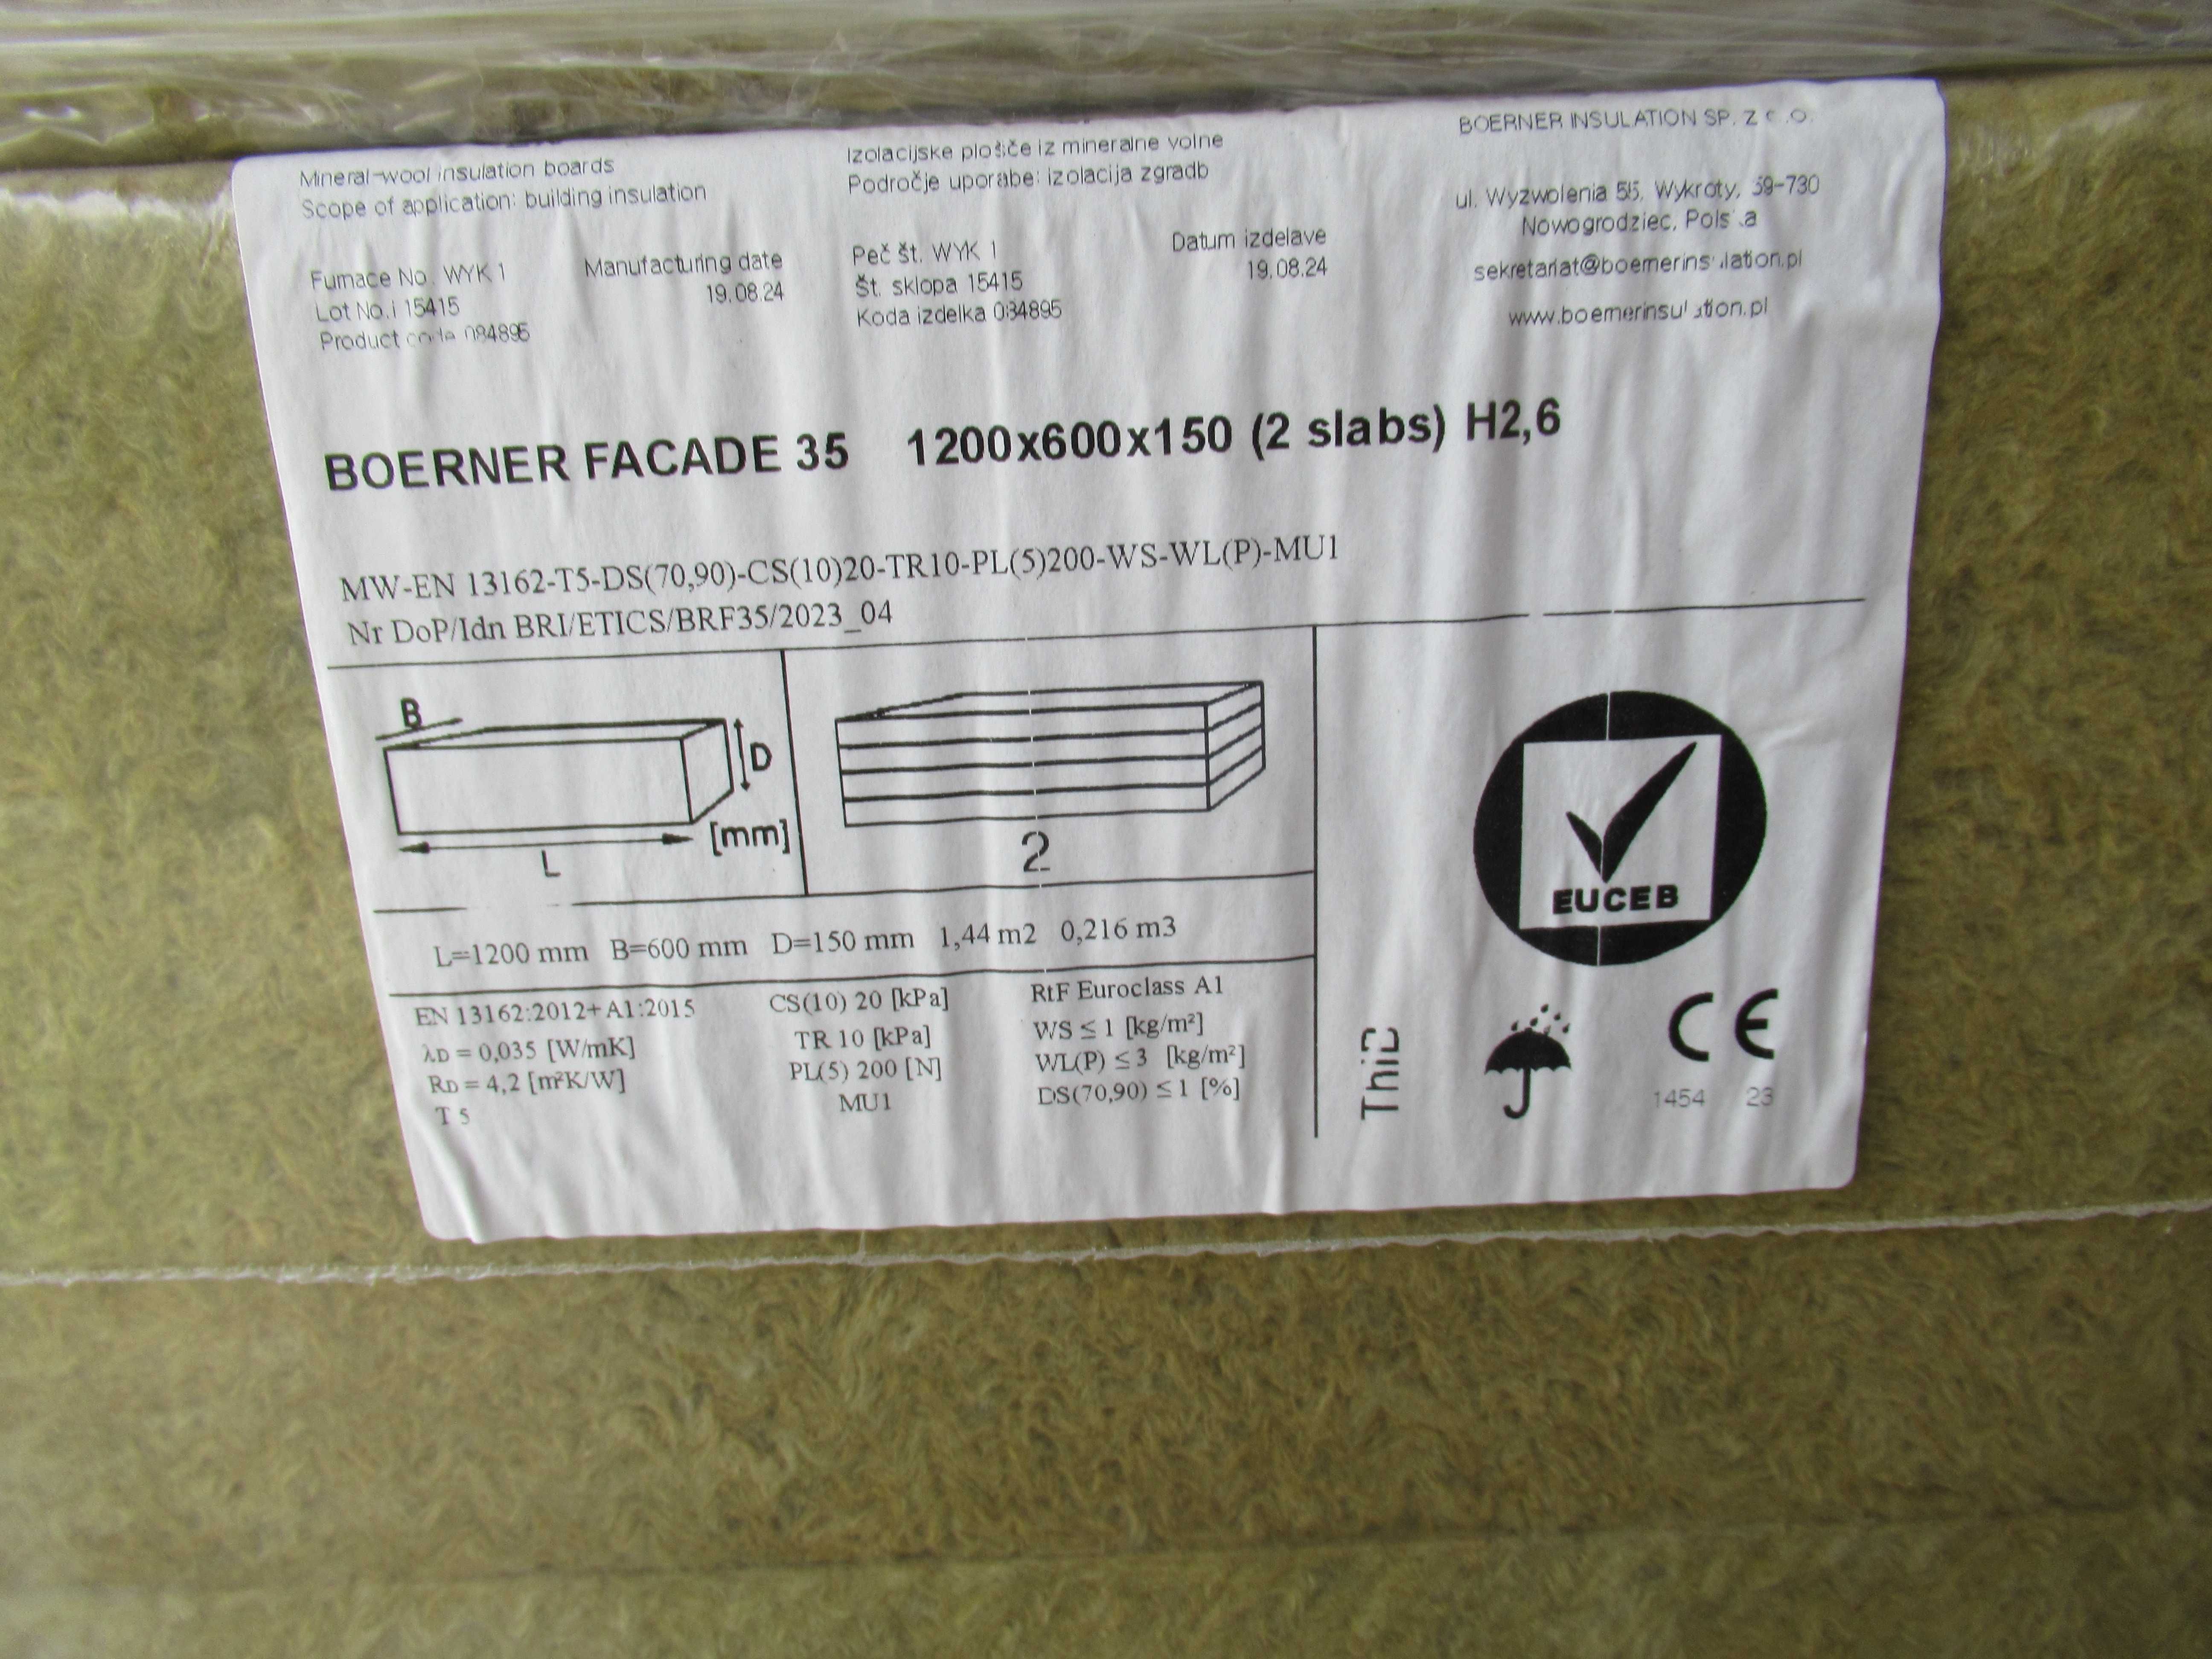 Mineral-wool insulation boards
Scope of application: building insulation
Furnace No. WYK 1
Lot No.i 15415
Product code 084895
Manufacturing date
19.08.24
Izolacijske plošče iz mineralne volne
Področje uporabe: izolacija zgradb
Peč št. WYK 1
Št. sklopa 15415
Koda izdelka 084895
Datum izdelave
19.08.24
BOERNER INSULATION SP. Z O.O.
ul. Wyzwolenia Wykroty, 59-730
Nowogrodziec, Polska
sekretariat@boernerinsulation.pl
www.boernerinsulation.pl
BOERNER FACADE 35 1200x600x150 (2 slabs) H2,6
MW-EN 13162-T5-DS(70,90)-CS(10)20-TR10-PL(5)200-WS-WL(P)-MU1
Nr DoP/Idn BRI/ETICS/BRF35/2023_04
B
D
[mm]
L
2
L=1200 mm B=600 mm D=150 mm 1,44 m2 0,216 m3
EN 13162:2012+A1:2015
λD = 0,035 [W/mK]
RD = 4,2 [m²K/W]
T 5
CS(10) 20 [kPa]
TR 10 [kPa]
PL(5) 200 [N]
MU1
RtF Euroclass A1
WS ≤ 1 [kg/m²]
WL(P) ≤ 3 [kg/m²]
DS(70,90) ≤ 1 [%]
EUCEB
CE
1454 23